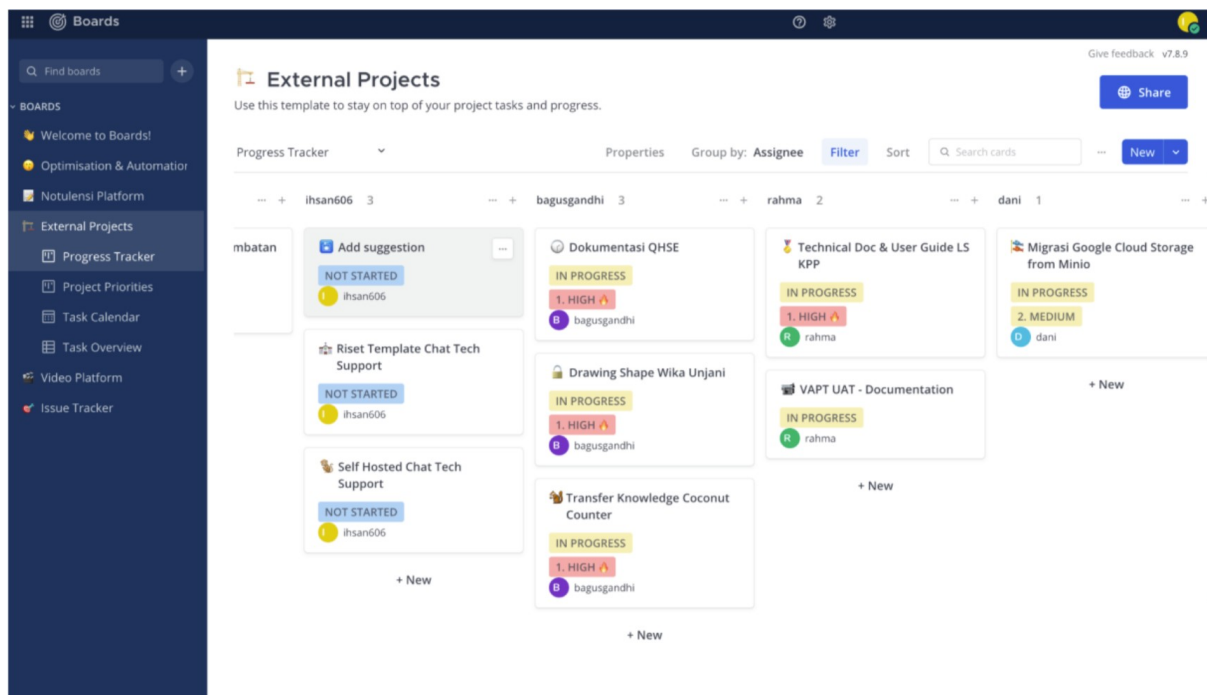 Boards
Give feedback v7.8.9
Find boards
+
BOARDS
Welcome to Boards!
Optimisation & Automation
Notulensi Platform
External Projects
Progress Tracker
Project Priorities
Task Calendar
Task Overview
Video Platform
Issue Tracker
External Projects
Use this template to stay on top of your project tasks and progress.
Share
Progress Tracker
Properties
Group by: Assignee
Filter
Sort
Search cards
...
New
... +
mbatan
ihsan606 3 ... +
Add suggestion
...
NOT STARTED
I ihsan606
Riset Template Chat Tech
Support
NOT STARTED
I ihsan606
Self Hosted Chat Tech
Support
NOT STARTED
I ihsan606
+ New
bagusgandhi 3 ... +
Dokumentasi QHSE
IN PROGRESS
1. HIGH 🔥
B bagusgandhi
Drawing Shape Wika Unjani
IN PROGRESS
1. HIGH 🔥
B bagusgandhi
Transfer Knowledge Coconut
Counter
IN PROGRESS
1. HIGH 🔥
B bagusgandhi
+ New
rahma 2 ... +
Technical Doc & User Guide LS
KPP
IN PROGRESS
1. HIGH 🔥
R rahma
VAPT UAT - Documentation
IN PROGRESS
R rahma
+ New
dani 1 ... +
Migrasi Google Cloud Storage
from Minio
IN PROGRESS
2. MEDIUM
D dani
+ New